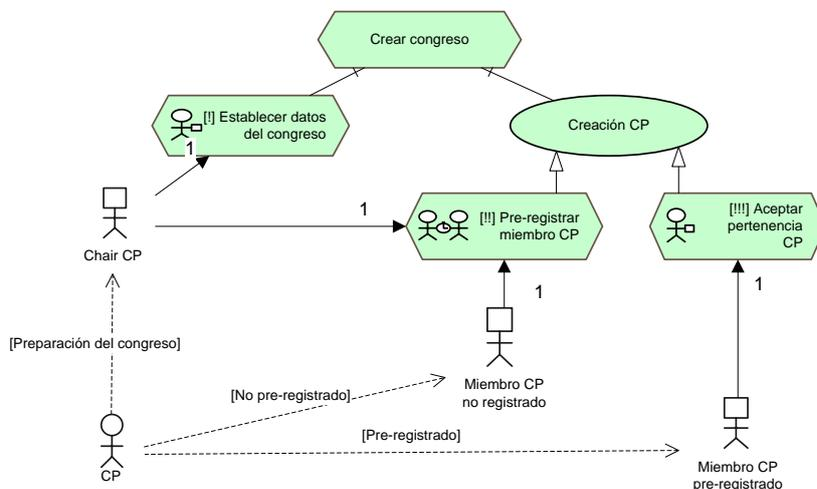 Crear congreso
[!] Establecer datos
del congreso
Creación CP
1
1
[!!] Pre-registrar
miembro CP
[!!!] Aceptar
pertenencia
CP
Chair CP
1
1
[Preparación del congreso]
Miembro CP
no registrado
[No pre-registrado]
[Pre-registrado]
CP
Miembro CP
pre-registrado